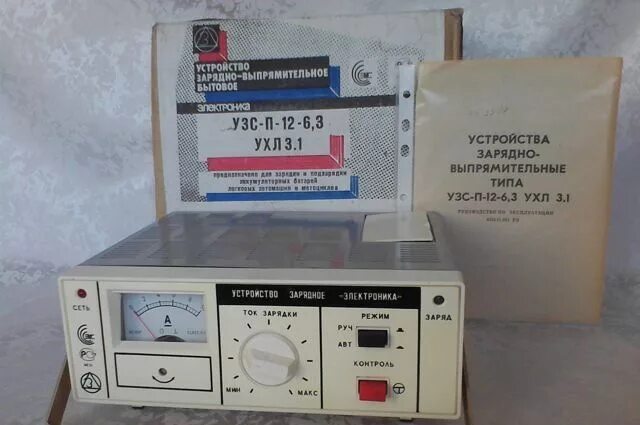 УСТРОЙСТВО
ЗАРЯДНО-ВЫПРЯМИТЕЛЬНОЕ
БЫТОВОЕ
электроника
УЗС-П-12-6,3
УХЛ 3.1
предназначено для зарядки и подзарядки
аккумуляторных батарей
легковых автомашин и мотоциклов
УСТРОЙСТВА
ЗАРЯДНО-
ВЫПРЯМИТЕЛЬНЫЕ
ТИПА
УЗС-П-12-6,3 УХЛ 3.1
РУКОВОДСТВО ПО ЭКСПЛУАТАЦИИ
УСТРОЙСТВО ЗАРЯДНОЕ «ЭЛЕКТРОНИКА»
СЕТЬ
A
ТОК ЗАРЯДКИ
МИН
МАКС
РЕЖИМ
РУЧ
АВТ
КОНТРОЛЬ
ЗАРЯД